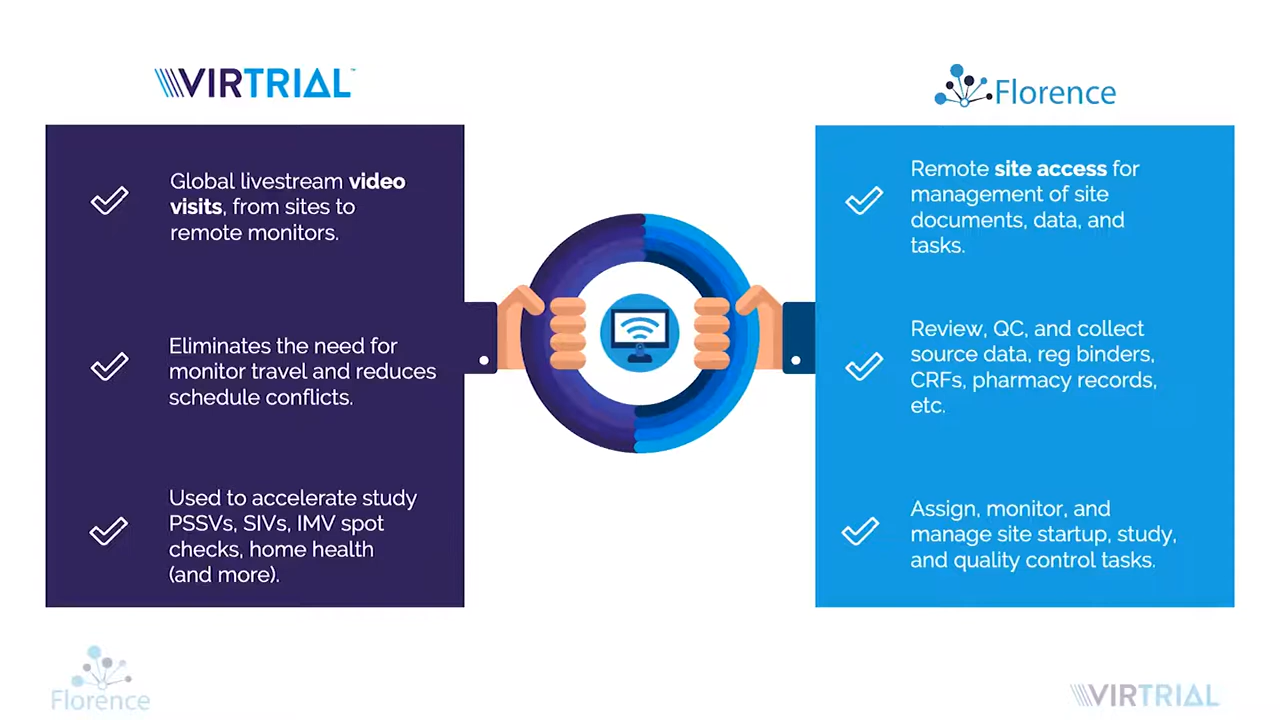 VIRTRIAL™
Global livestream video
visits, from sites to
remote monitors.
Eliminates the need for
monitor travel and reduces
schedule conflicts.
Used to accelerate study
PSSVs, SIVs, IMV spot
checks, home health
(and more).
Florence
Remote site access for
management of site
documents, data, and
tasks.
Review, QC, and collect
source data, reg binders,
CRFs, pharmacy records,
etc.
Assign, monitor, and
manage site startup, study,
and quality control tasks.
Florence
VIRTRIAL